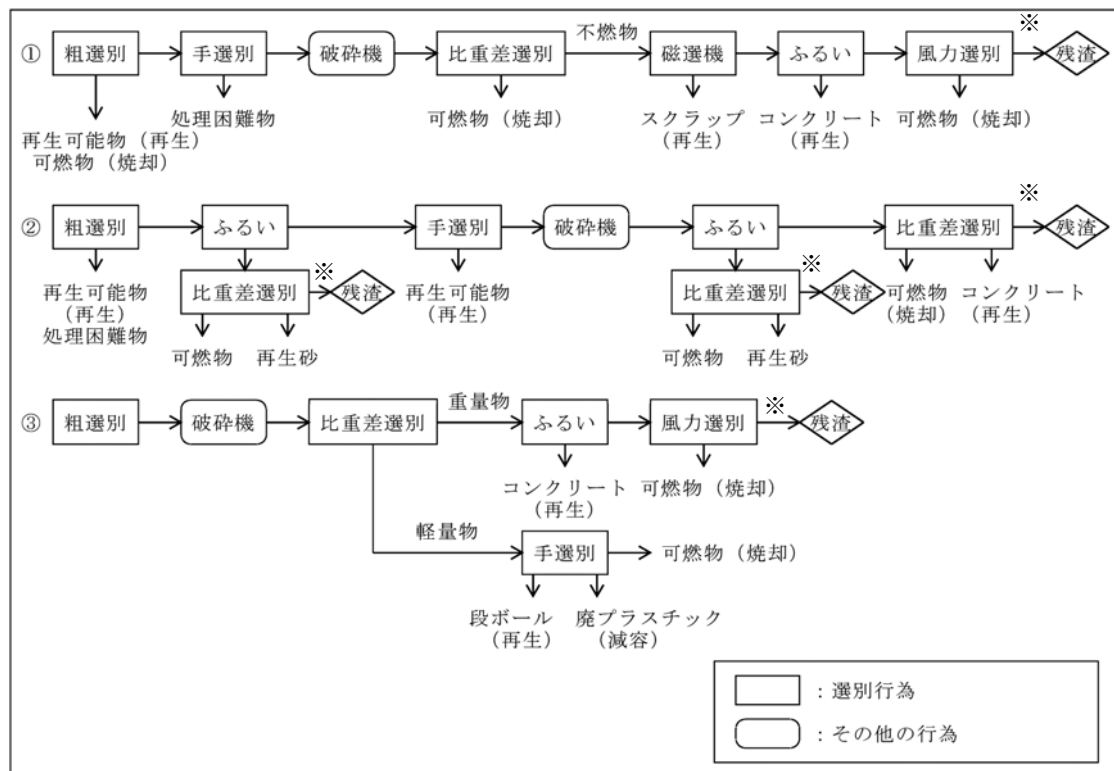 不燃物 ※
① 粗選別 手選別 破砕機 比重差選別 磁選機 ふるい 風力選別 残渣
処理困難物 可燃物（焼却） スクラップ コンクリート 可燃物（焼却）
再生可能物（再生） （再生） （再生）
可燃物（焼却）
※
② 粗選別 ふるい 手選別 破砕機 ふるい 比重差選別 残渣
※ ※
再生可能物 比重差選別 残渣 再生可能物 比重差選別 残渣 可燃物 コンクリート
（再生） （再生） （焼却） （再生）
処理困難物
可燃物 再生砂 可燃物 再生砂
重量物 ※
③ 粗選別 破砕機 比重差選別 ふるい 風力選別 残渣
コンクリート 可燃物（焼却）
（再生）
軽量物
手選別 可燃物（焼却）
段ボール 廃プラスチック
（再生） （減容）
：選別行為
：その他の行為